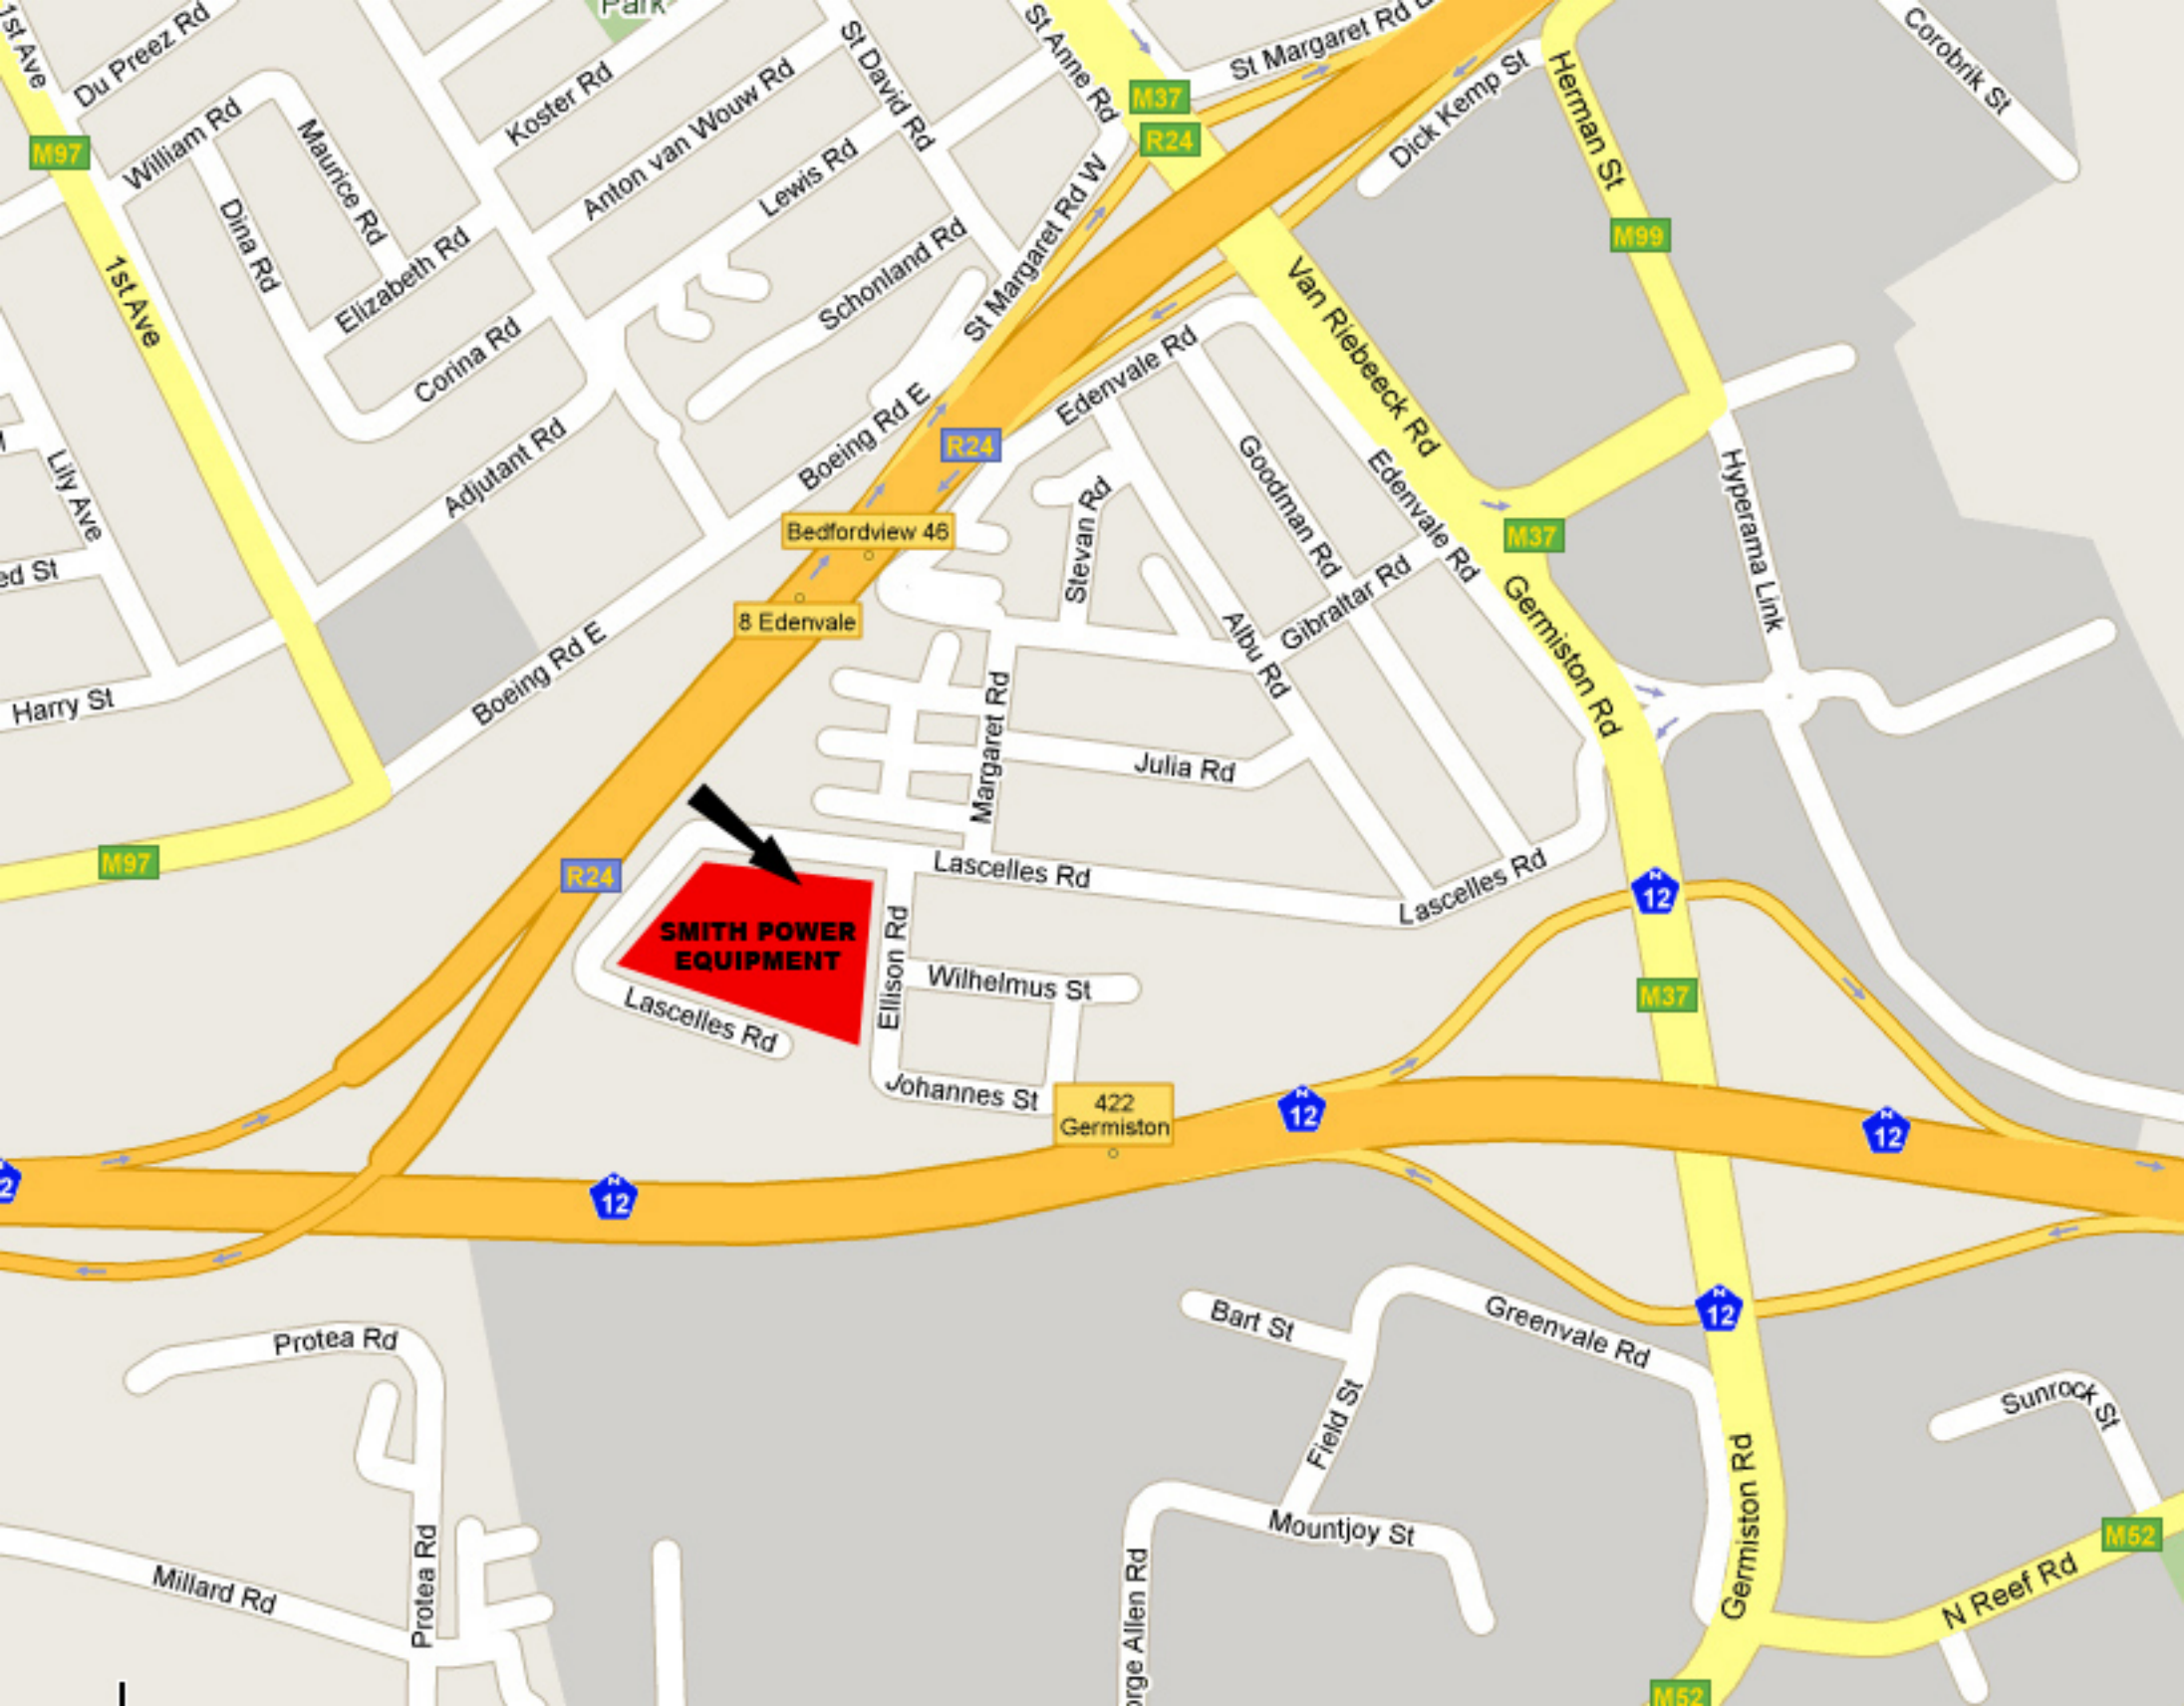 Park
1st Ave
Du Preez Rd
St David Rd
St Anne Rd
St Margaret Rd E
Corobrik St
Koster Rd
Anton van Wouw Rd
M37
R24
Dick Kemp St
Herman St
M97
William Rd
Maurice Rd
Lewis Rd
Dina Rd
Elizabeth Rd
Schonland Rd
St Margaret Rd W
M99
1st Ave
Corina Rd
Van Riebeeck Rd
Edenvale Rd
Boeing Rd E
R24
Lily Ave
Adjutant Rd
Goodman Rd
Edenvale Rd
Hyperama Link
Bedfordview 46
Stevan Rd
M37
ed St
8 Edenvale
Gibraltar Rd
Albu Rd
Germiston Rd
Boeing Rd E
Harry St
Margaret Rd
Julia Rd
M97
R24
Lascelles Rd
Lascelles Rd
N
12
SMITH POWER
EQUIPMENT
Ellison Rd
Wilhelmus St
M37
Lascelles Rd
Johannes St
422
Germiston
N
12
N
12
2
N
12
N
12
Bart St
Greenvale Rd
Protea Rd
Field St
Sunrock St
Germiston Rd
Mountjoy St
M52
Protea Rd
Millard Rd
orge Allen Rd
N Reef Rd
M52